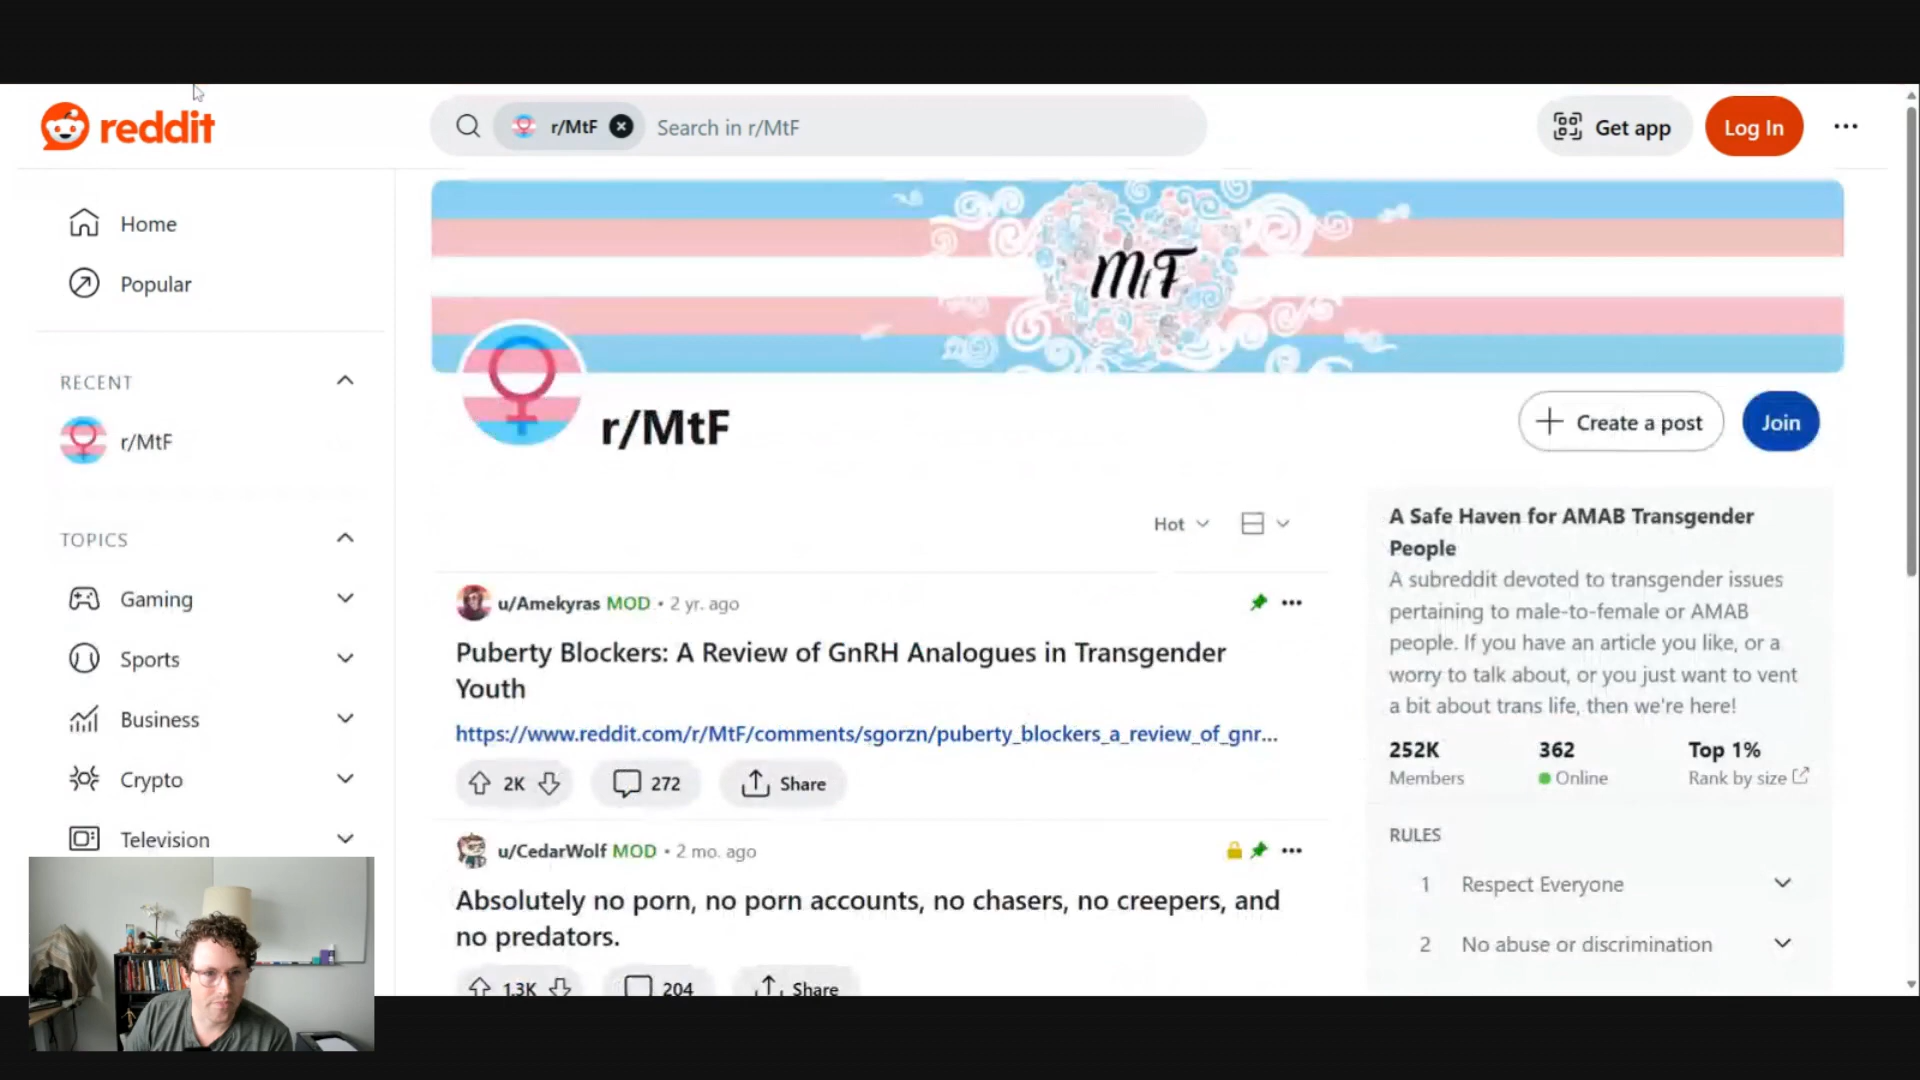 reddit
r/MtF
Search in r/MtF
Get app
Log In
Home
Popular
RECENT
r/MtF
TOPICS
Gaming
Sports
Business
Crypto
Television
MtF
r/MtF
Create a post
Join
Hot
u/Amekyras MOD • 2 yr. ago
Puberty Blockers: A Review of GnRH Analogues in Transgender
Youth
https://www.reddit.com/r/MtF/comments/sgorzn/puberty_blockers_a_review_of_gnr...
2K
272
Share
u/CedarWolf MOD • 2 mo. ago
Absolutely no porn, no porn accounts, no chasers, no creepers, and
no predators.
1.3K
204
Share
A Safe Haven for AMAB Transgender
People
A subreddit devoted to transgender issues
pertaining to male-to-female or AMAB
people. If you have an article you like, or a
worry to talk about, or you just want to vent
a bit about trans life, then we're here!
252K
Members
362
Online
Top 1%
Rank by size
RULES
1 Respect Everyone
2 No abuse or discrimination